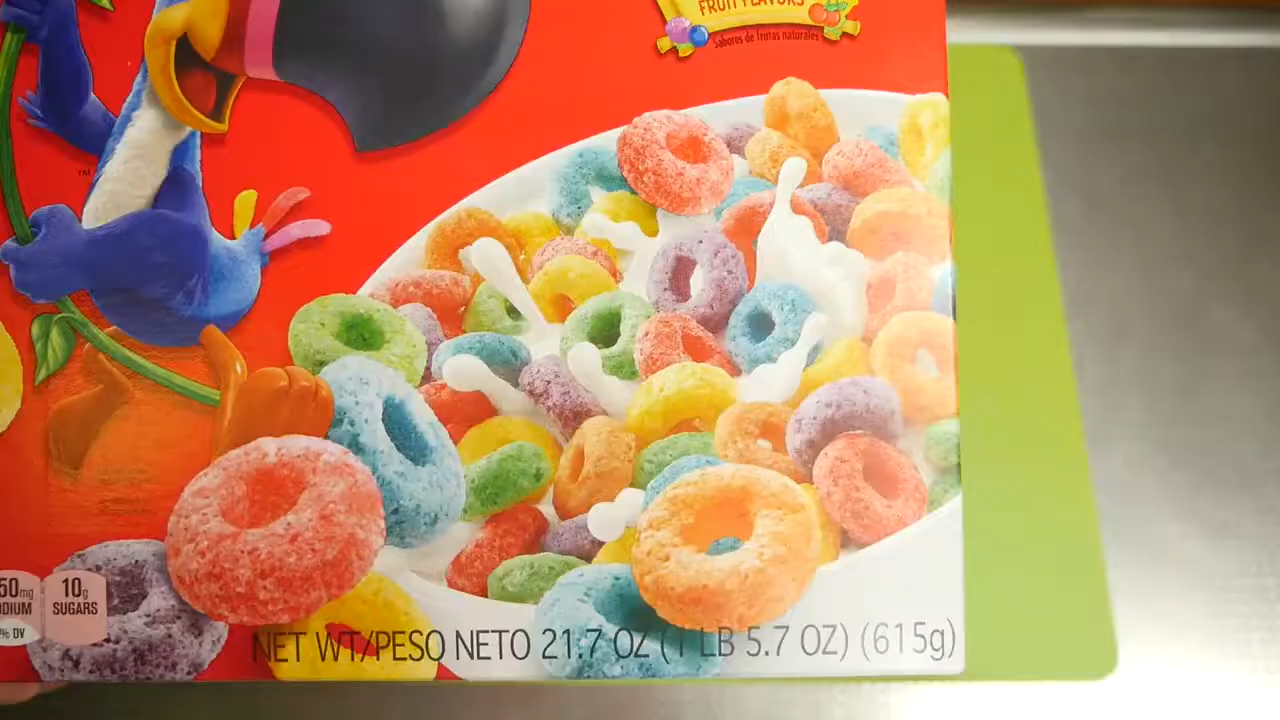 FRUIT FLAVORS
Sabores de frutas naturales
TM
50mg
10g
SUGARS
% DV
NET WT/PESO NETO 21.7 OZ (1 LB 5.7 OZ) (615g)